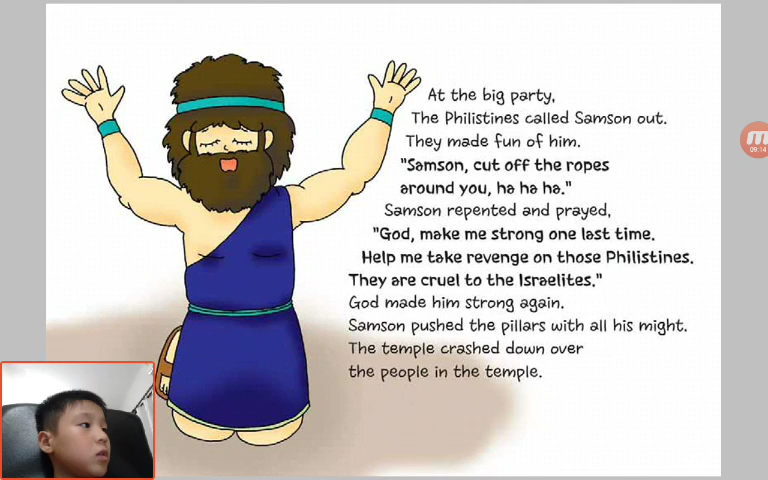 At the big party,
The Philistines called Samson out.
They made fun of him.
"Samson, cut off the ropes
around you, ha ha ha."
Samson repented and prayed,
"God, make me strong one last time.
Help me take revenge on those Philistines.
They are cruel to the Israelites."
God made him strong again.
Samson pushed the pillars with all his might.
The temple crashed down over
the people in the temple.
09:14